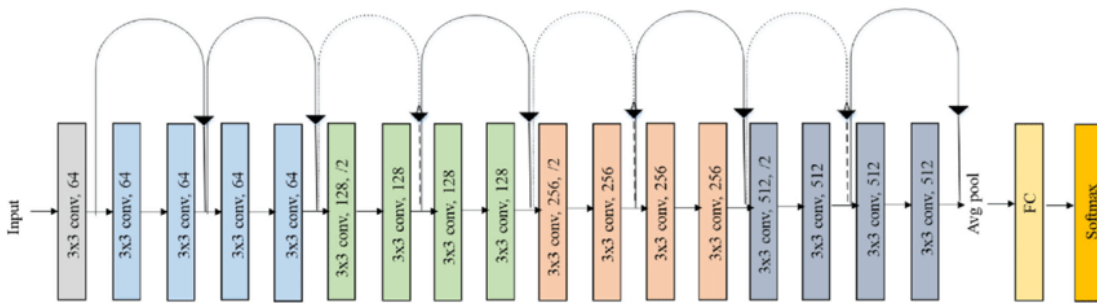 Input
3x3 conv, 64
3x3 conv, 64
3x3 conv, 64
3x3 conv, 64
3x3 conv, 64
3x3 conv, 128, /2
3x3 conv, 128
3x3 conv, 128
3x3 conv, 128
3x3 conv, 256, /2
3x3 conv, 256
3x3 conv, 256
3x3 conv, 256
3x3 conv, 512, /2
3x3 conv, 512
3x3 conv, 512
3x3 conv, 512
Avg pool
FC
Softmax